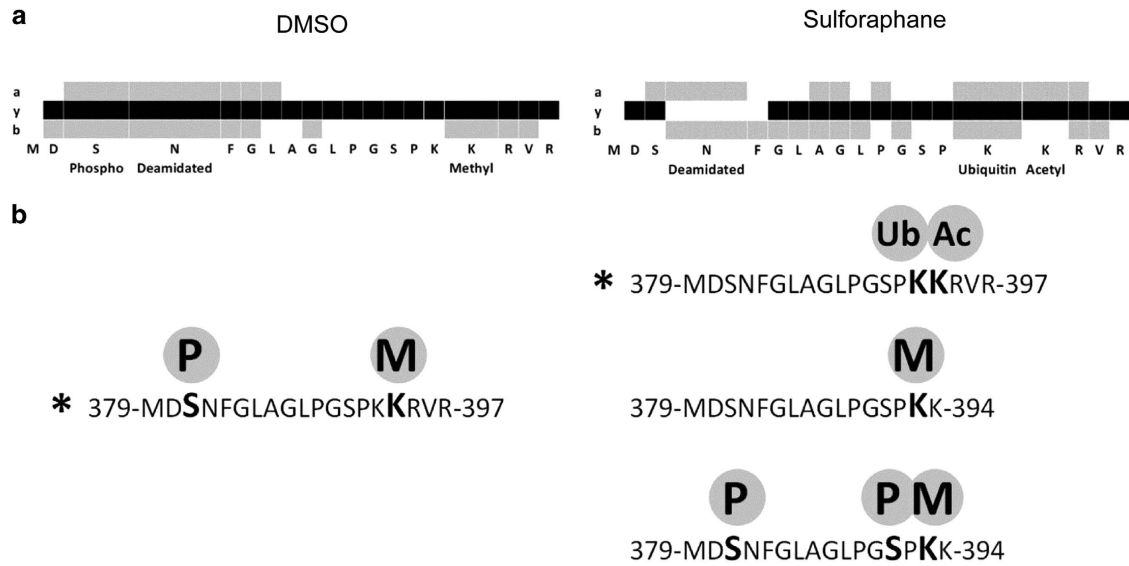 a
DMSO
Sulforaphane
a
y
b
M D S N F G L A G L P G S P K K R V R
Phospho Deamidated Methyl
a
y
b
M D S N F G L A G L P G S P K K R V R
Deamidated Ubiquitin Acetyl
b
Ub Ac
* 379-MDSNFGLAGLPGSPKKRVR-397
P M
* 379-MDSNFGLAGLPGSPKKRVR-397
M
379-MDSNFGLAGLPGSPKK-394
P P M
379-MDSNFGLAGLPGSPKK-394